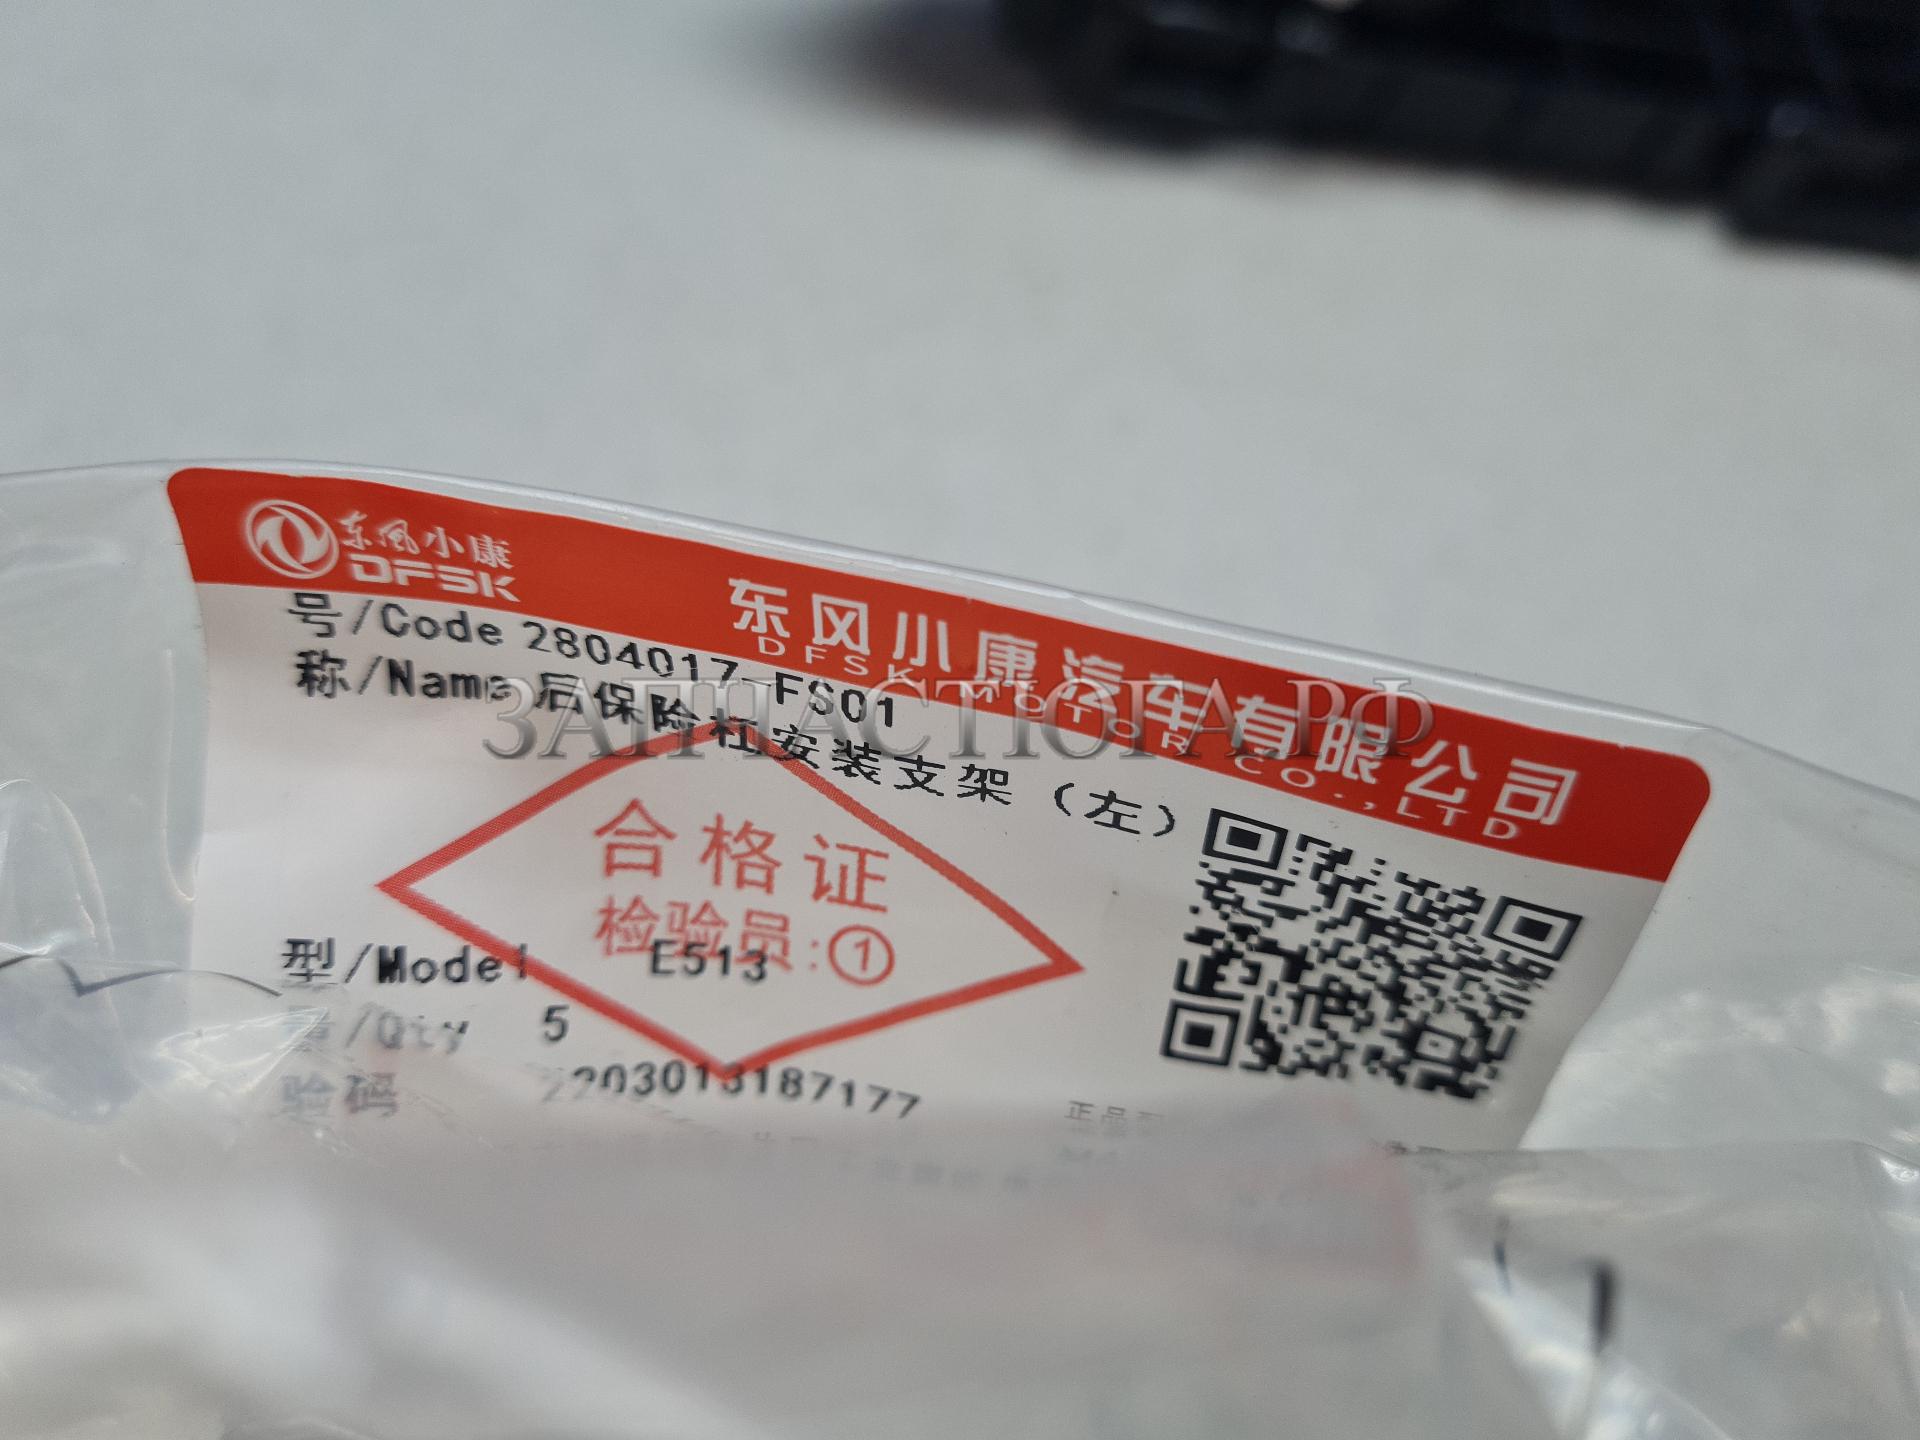 东风小康
DFSK
东风小康汽车有限公司
DFSK MOTOR CO.,LTD
号/Code 2804017-FS01
称/Name 后保险杠安装支架（左）
ЗАПЧАСТЮГА.РФ
合格证
检验员:①
型/Model E513
量/Qty 5
验码 2203013187177
正品